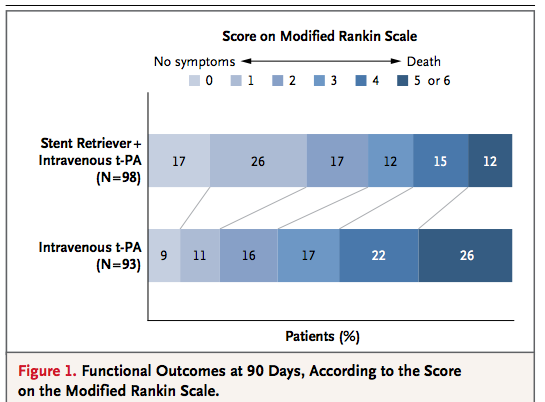 Score on Modified Rankin Scale
No symptoms Death
0 1 2 3 4 5 or 6
Stent Retriever+
Intravenous t-PA
(N=98)
17 26 17 12 15 12
Intravenous t-PA
(N=93)
9 11 16 17 22 26
Patients (%)
Figure 1. Functional Outcomes at 90 Days, According to the Score
on the Modified Rankin Scale.